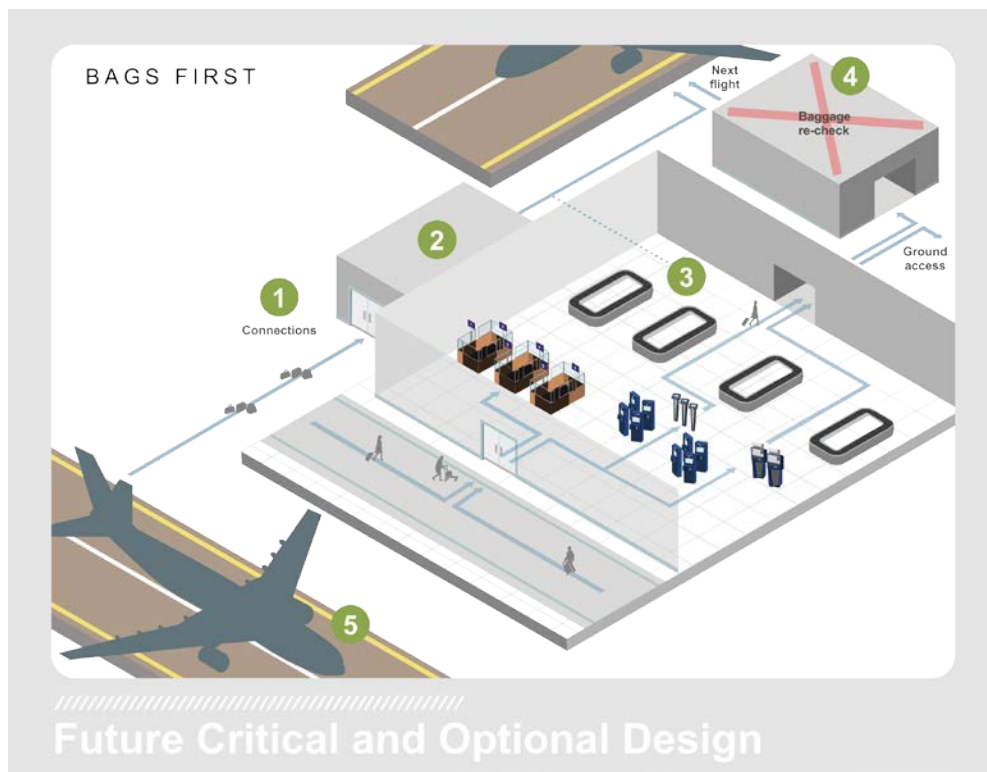 BAGS FIRST
Next
flight
4
Baggage
re-check
2
Ground
access
3
1
Connections
5
Future Critical and Optional Design